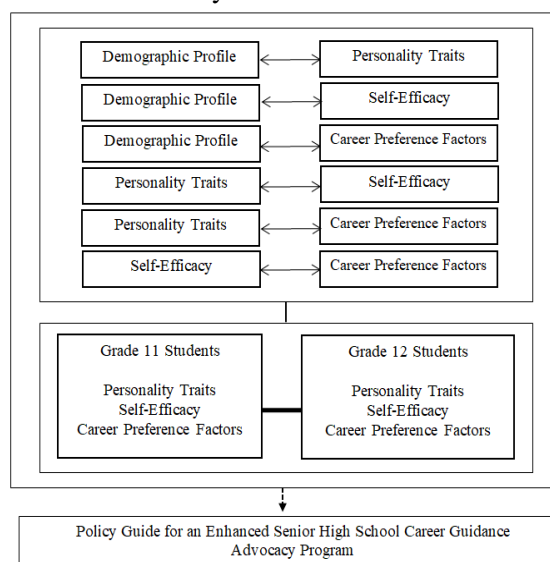 Demographic Profile Personality Traits
Demographic Profile Self-Efficacy
Demographic Profile Career Preference Factors
Personality Traits Self-Efficacy
Personality Traits Career Preference Factors
Self-Efficacy Career Preference Factors
Grade 11 Students
Personality Traits
Self-Efficacy
Career Preference Factors
Grade 12 Students
Personality Traits
Self-Efficacy
Career Preference Factors
Policy Guide for an Enhanced Senior High School Career Guidance
Advocacy Program